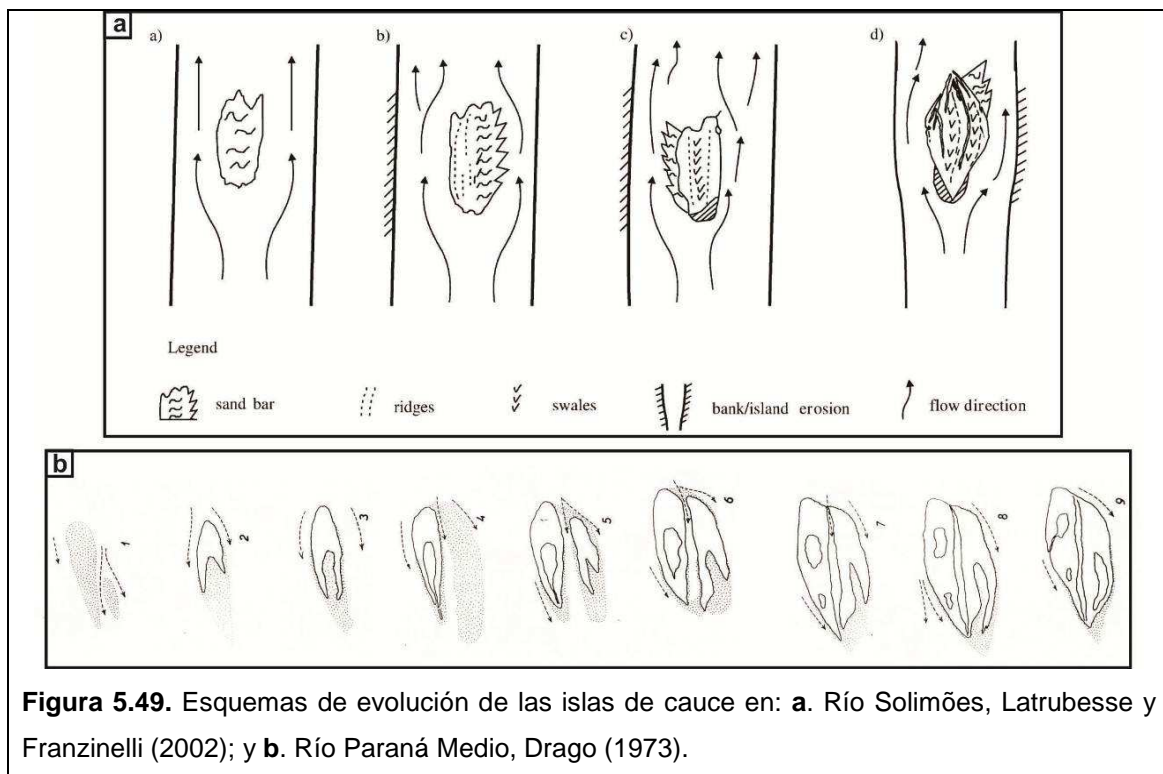 a
a) b) c) d)
Legend
sand bar ridges swales bank/island erosion flow direction
b
1 2 3 4 5 6 7 8 9
Figura 5.49. Esquemas de evolución de las islas de cauce en: a. Río Solimões, Latrubesse y
Franzinelli (2002); y b. Río Paraná Medio, Drago (1973).